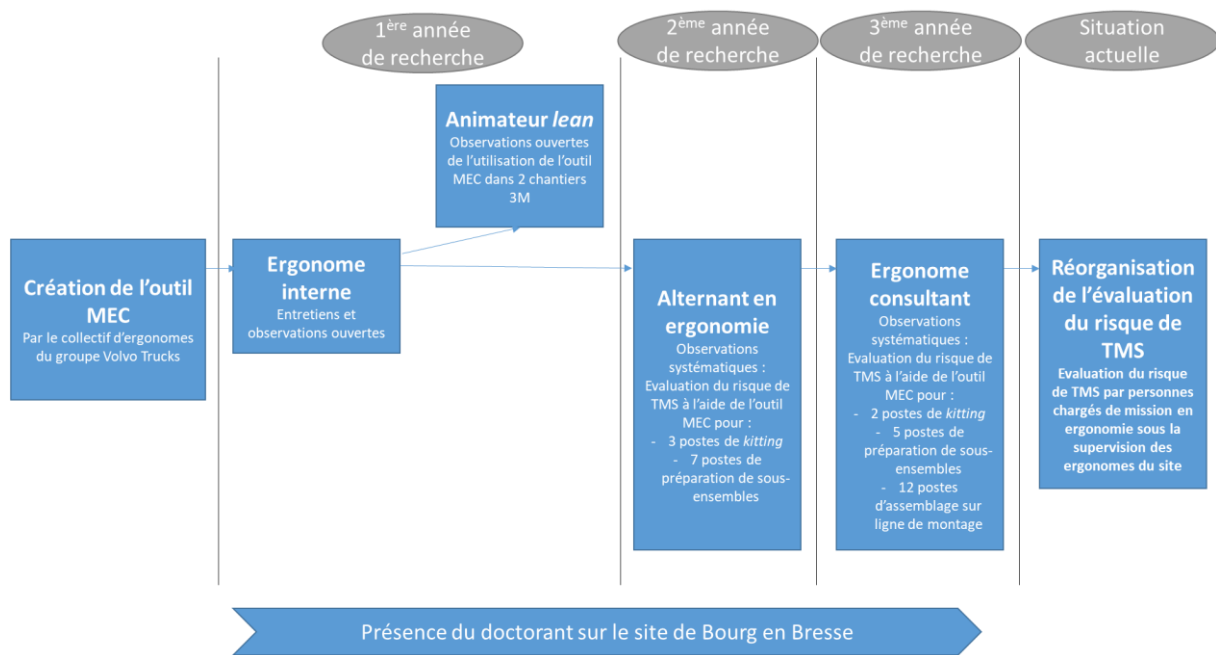 1ère année
de recherche
2ème année
de recherche
3ème année
de recherche
Situation
actuelle
Animateur lean
Observations ouvertes
de l'utilisation de l'outil
MEC dans 2 chantiers
3M
Création de l'outil
MEC
Par le collectif d'ergonomes
du groupe Volvo Trucks
Ergonome
interne
Entretiens et
observations ouvertes
Alternant en
ergonomie
Observations
systématiques :
Evaluation du risque de
TMS à l'aide de l'outil
MEC pour :
- 3 postes de kitting
- 7 postes de
préparation de sous-
ensembles
Ergonome
consultant
Observations
systématiques :
Evaluation du risque de
TMS à l'aide de l'outil
MEC pour :
- 2 postes de kitting
- 5 postes de
préparation de sous-
ensembles
- 12 postes
d'assemblage sur
ligne de montage
Réorganisation
de l'évaluation
du risque de
TMS
Evaluation du risque
de TMS par personnes
chargés de mission en
ergonomie sous la
supervision des
ergonomes du site
Présence du doctorant sur le site de Bourg en Bresse